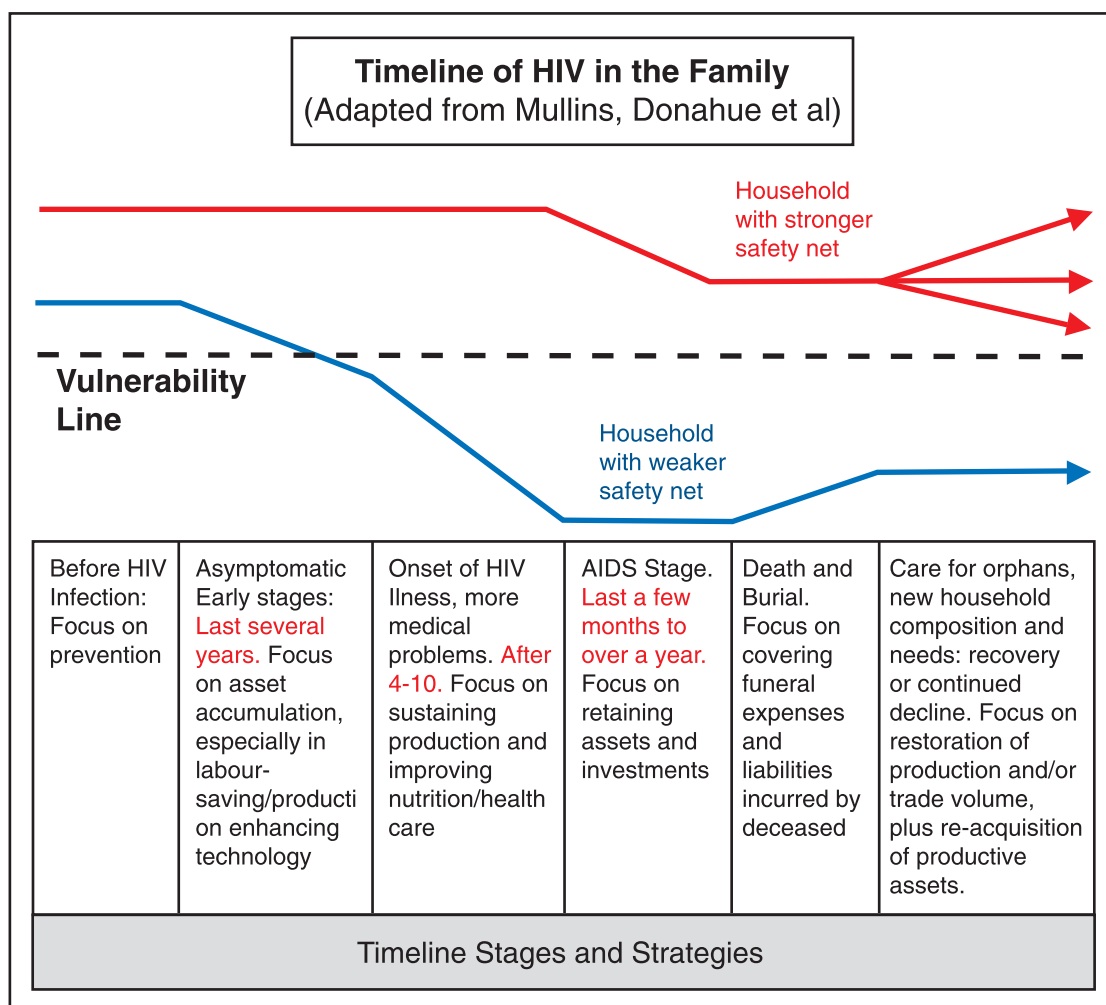 Timeline of HIV in the Family
(Adapted from Mullins, Donahue et al)
Household
with stronger
safety net
Vulnerability
Line
Household
with weaker
safety net
Before HIV
Infection:
Focus on
prevention
Asymptomatic
Early stages:
Last several
years. Focus
on asset
accumulation,
especially in
labour-
saving/producti
on enhancing
technology
Onset of HIV
Ilness, more
medical
problems. After
4-10. Focus on
sustaining
production and
improving
nutrition/health
care
AIDS Stage.
Last a few
months to
over a year.
Focus on
retaining
assets and
investments
Death and
Burial.
Focus on
covering
funeral
expenses
and
liabilities
incurred by
deceased
Care for orphans,
new household
composition and
needs: recovery
or continued
decline. Focus on
restoration of
production and/or
trade volume,
plus re-acquisition
of productive
assets.
Timeline Stages and Strategies